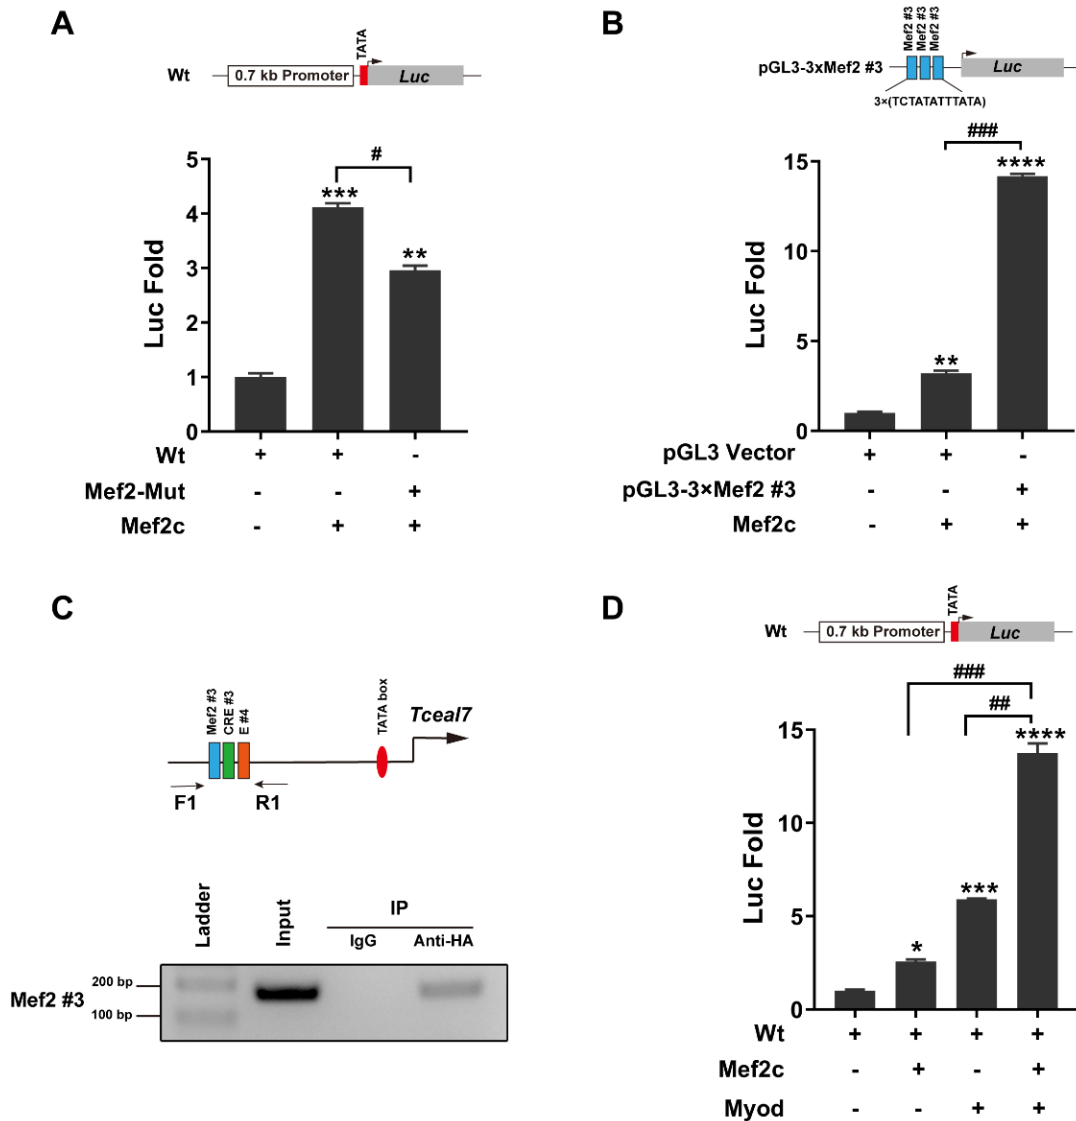 A
TATA
Wt
0.7 kb Promoter
Luc
Luc Fold
5
4
3
2
1
0
#
***
**
Wt + + -
Mef2-Mut - - +
Mef2c - + +
B
Mef2 #3
Mef2 #3
Mef2 #3
pGL3-3xMef2 #3
Luc
3×(TCTATATTTATA)
Luc Fold
15
10
5
0
###
****
**
pGL3 Vector + + -
pGL3-3×Mef2 #3 - - +
Mef2c - + +
C
Mef2 #3
CRE #3
E #4
TATA box
Tceal7
F1
R1
Ladder
Input
IP
IgG
Anti-HA
Mef2 #3
200 bp
100 bp
D
TATA
Wt
0.7 kb Promoter
Luc
Luc Fold
15
10
5
0
###
##
****
***
*
Wt + + + +
Mef2c - + - +
Myod - - + +